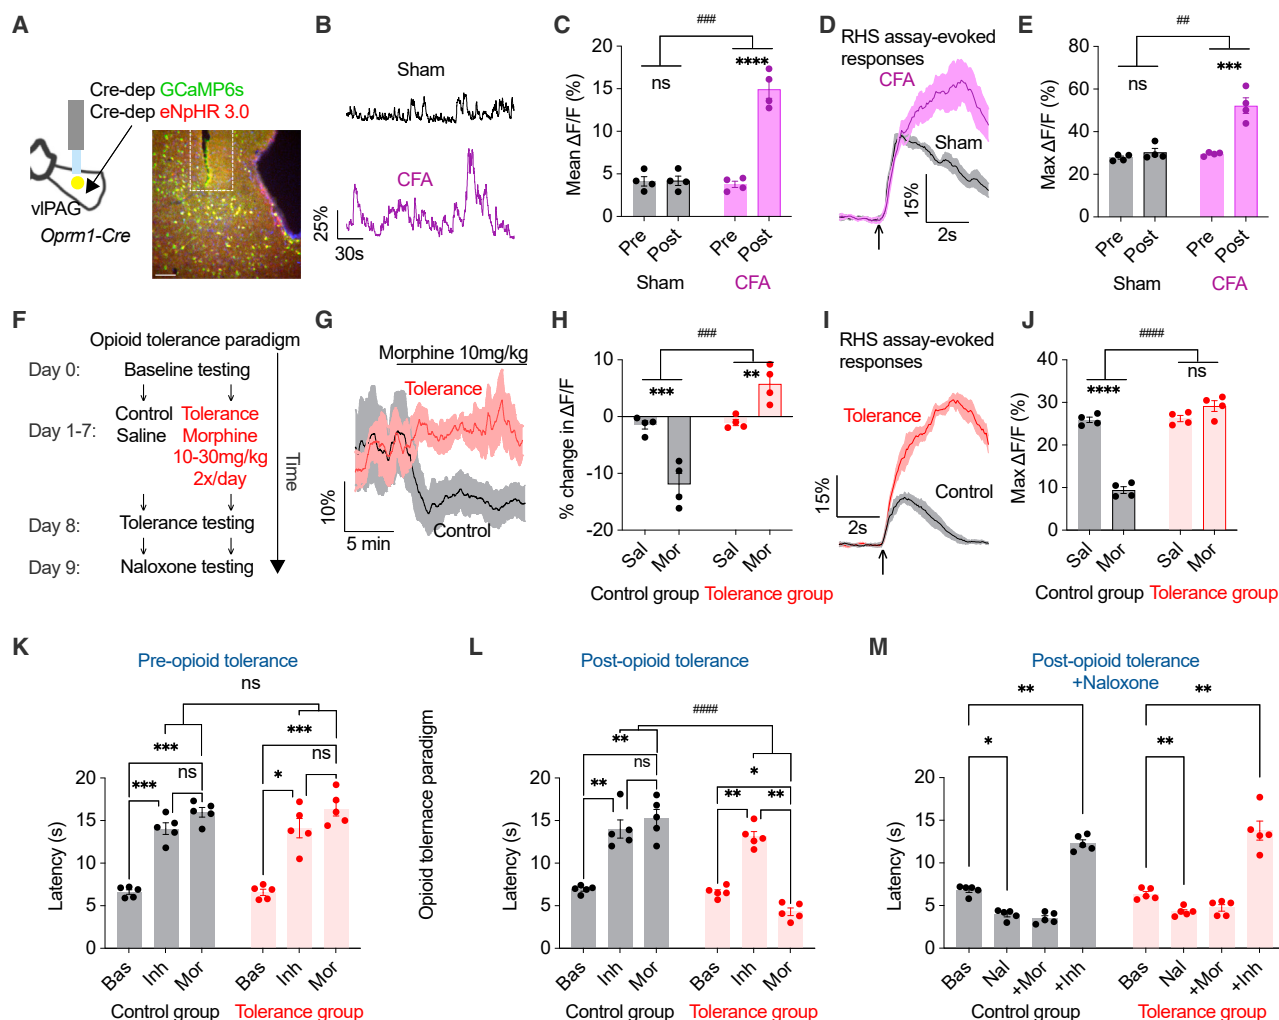 A
Cre-dep GCaMP6s
Cre-dep eNpHR 3.0
vlPAG
Oprm1-Cre
B
Sham
CFA
25%
30s
C
###
ns
****
Mean ΔF/F (%)
20
15
10
5
0
Pre
Post
Pre
Post
Sham
CFA
D
RHS assay-evoked
responses
CFA
Sham
15%
2s
E
##
ns
***
Max ΔF/F (%)
80
60
40
20
0
Pre
Post
Pre
Post
Sham
CFA
F
Opioid tolerance paradigm
Day 0:
Baseline testing
Day 1-7:
Control
Saline
Tolerance
Morphine
10-30mg/kg
2x/day
Time
Day 8:
Tolerance testing
Day 9:
Naloxone testing
G
Morphine 10mg/kg
Tolerance
Control
10%
5 min
H
###
***
**
% change in ΔF/F
10
0
-10
-20
Sal
Mor
Sal
Mor
Control group
Tolerance group
I
RHS assay-evoked
responses
Tolerance
Control
15%
2s
J
####
****
ns
Max ΔF/F (%)
40
30
20
10
0
Sal
Mor
Sal
Mor
Control group
Tolerance group
K
Pre-opioid tolerance
ns
***
***
ns
***
ns
*
Latency (s)
20
15
10
5
0
Bas
Inh
Mor
Bas
Inh
Mor
Control group
Tolerance group
Opioid tolernace paradigm
L
Post-opioid tolerance
####
**
**
ns
*
**
**
Latency (s)
20
15
10
5
0
Bas
Inh
Mor
Bas
Inh
Mor
Control group
Tolerance group
M
Post-opioid tolerance
+Naloxone
**
*
**
**
Latency (s)
20
15
10
5
0
Bas
Nal
+Mor
+Inh
Bas
Nal
+Mor
+Inh
Control group
Tolerance group